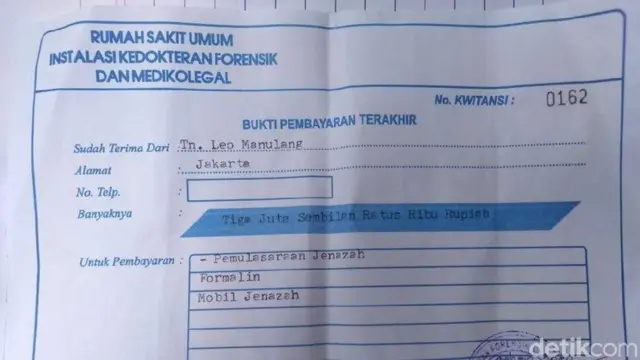 RUMAH SAKIT UMUM
INSTALASI KEDOKTERAN FORENSIK
DAN MEDIKOLEGAL
No. KWITANSI : 0162
BUKTI PEMBAYARAN TERAKHIR
Sudah Terima Dari : Tn. Leo Manulang
Alamat : Jakarta
No. Telp. :
Banyaknya : Tiga Juta Sembilan Ratus Ribu Rupiah
Untuk Pembayaran : - Pemulasaraan Jenazah
Formalin
Mobil Jenazah
detikcom